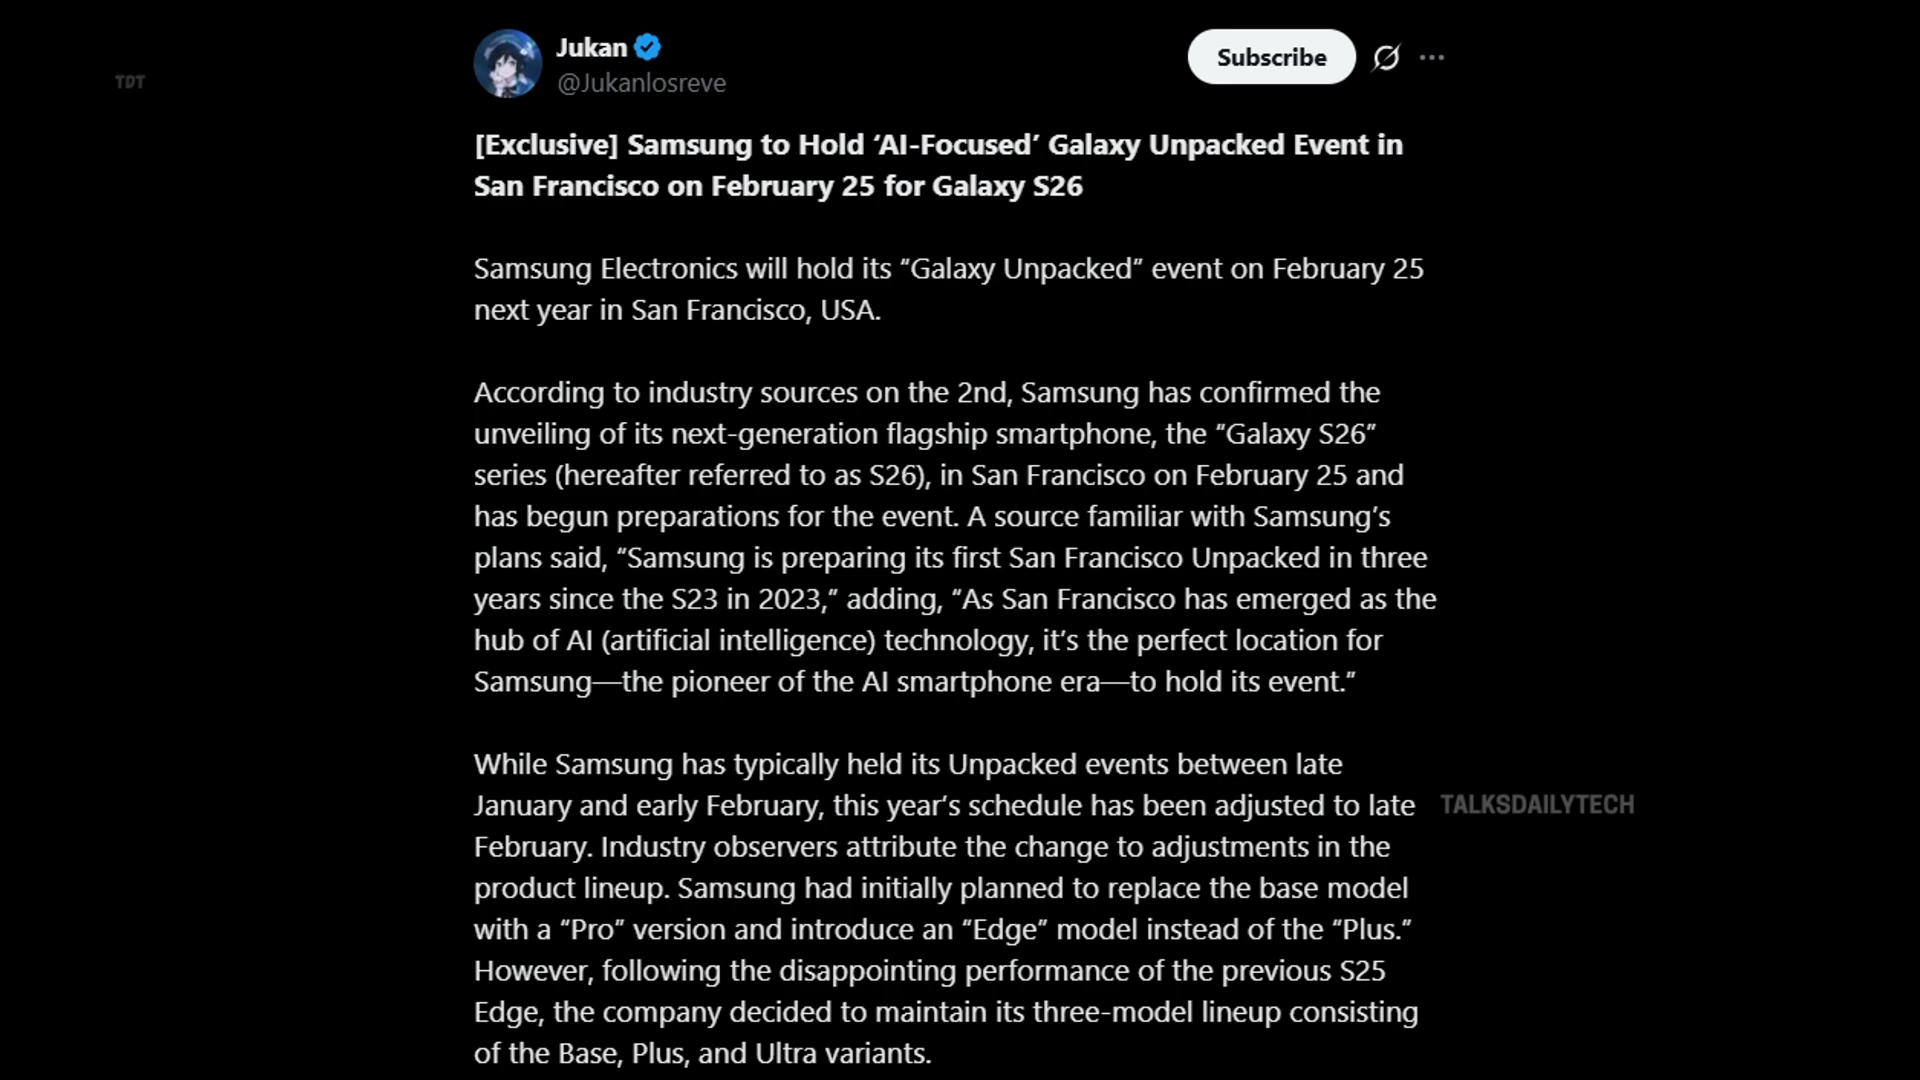 TDT
Jukan
@Jukanlosreve
Subscribe
[Exclusive] Samsung to Hold ‘AI-Focused’ Galaxy Unpacked Event in
San Francisco on February 25 for Galaxy S26
Samsung Electronics will hold its “Galaxy Unpacked” event on February 25
next year in San Francisco, USA.
According to industry sources on the 2nd, Samsung has confirmed the
unveiling of its next-generation flagship smartphone, the “Galaxy S26”
series (hereafter referred to as S26), in San Francisco on February 25 and
has begun preparations for the event. A source familiar with Samsung’s
plans said, “Samsung is preparing its first San Francisco Unpacked in three
years since the S23 in 2023,” adding, “As San Francisco has emerged as the
hub of AI (artificial intelligence) technology, it’s the perfect location for
Samsung—the pioneer of the AI smartphone era—to hold its event.”
While Samsung has typically held its Unpacked events between late
January and early February, this year’s schedule has been adjusted to late
February. Industry observers attribute the change to adjustments in the
product lineup. Samsung had initially planned to replace the base model
with a “Pro” version and introduce an “Edge” model instead of the “Plus.”
However, following the disappointing performance of the previous S25
Edge, the company decided to maintain its three-model lineup consisting
of the Base, Plus, and Ultra variants.
TALKSDAILYTECH